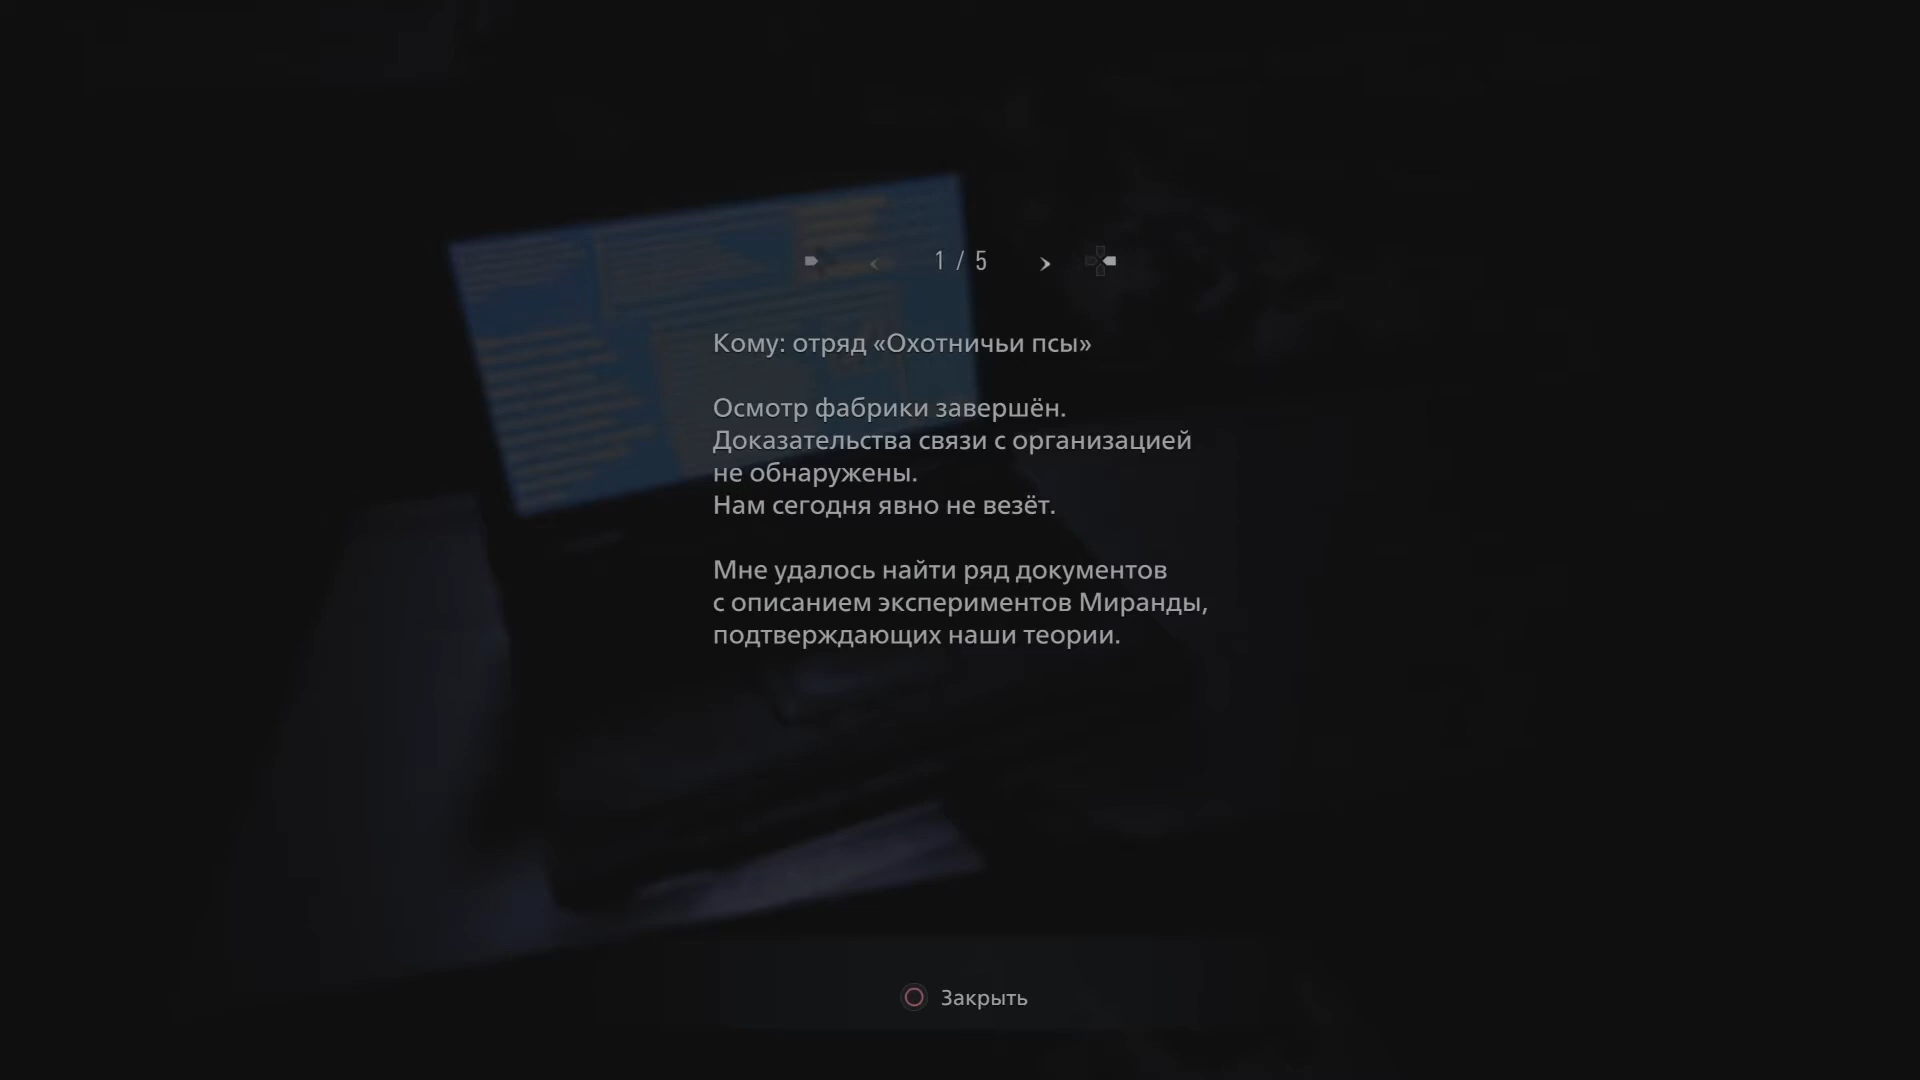 1 / 5
Кому: отряд «Охотничьи псы»
Осмотр фабрики завершён.
Доказательства связи с организацией
не обнаружены.
Нам сегодня явно не везёт.
Мне удалось найти ряд документов
с описанием экспериментов Миранды,
подтверждающих наши теории.
Закрыть